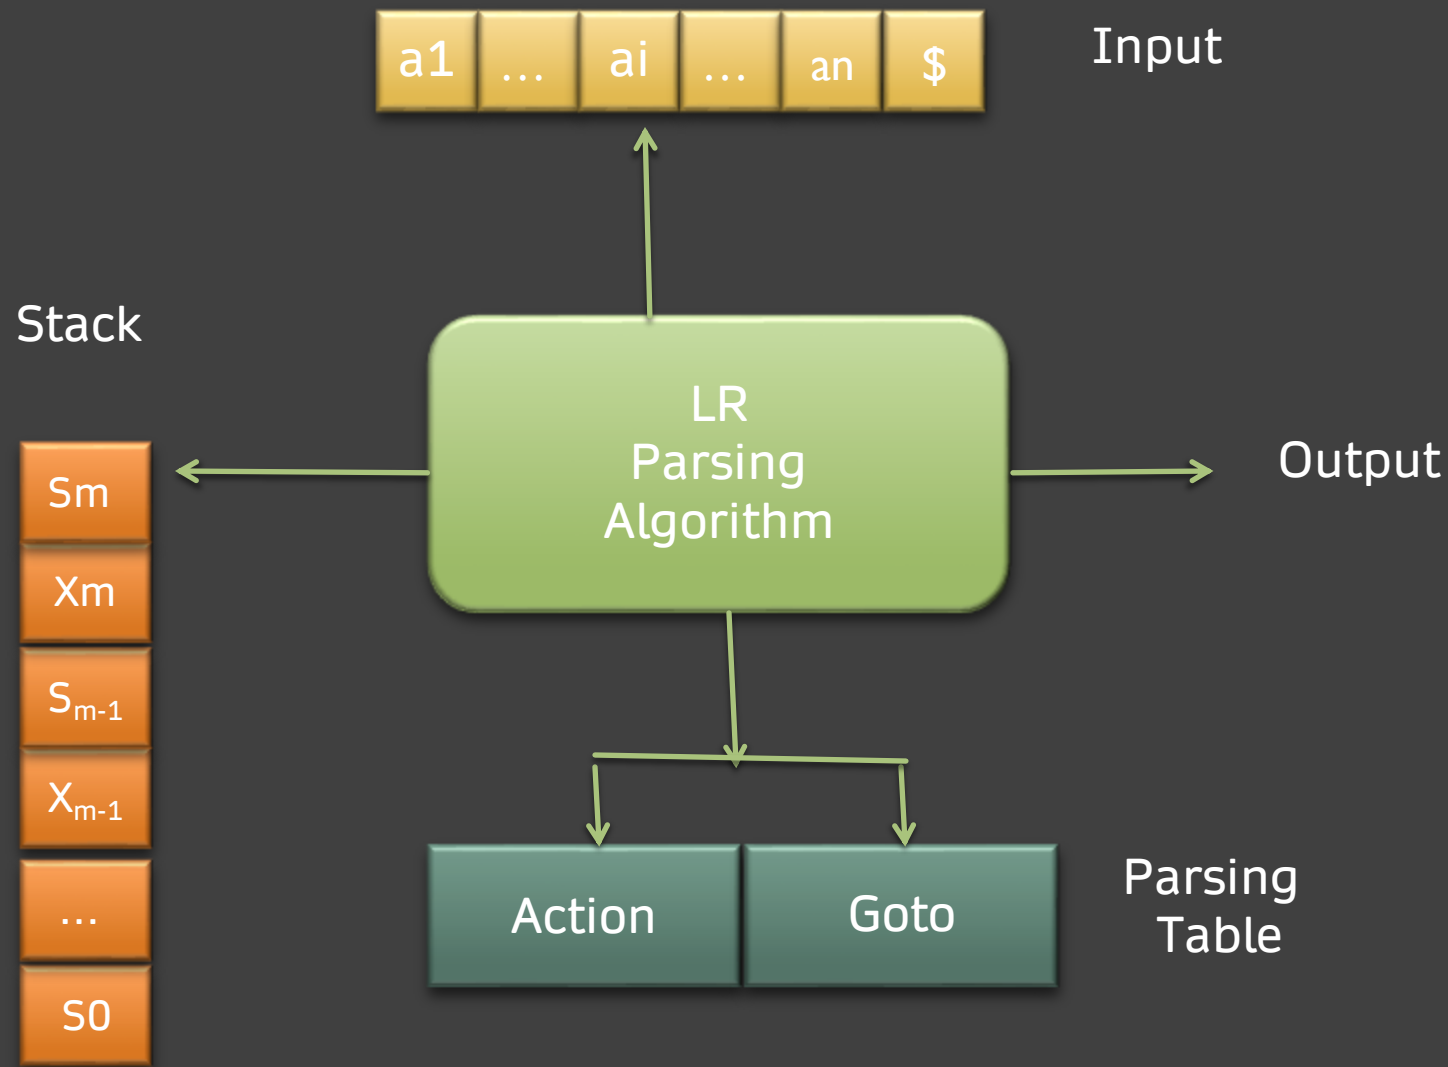 a1 … ai … an $
Input
Stack
LR
Parsing
Algorithm
Output
Sm
Xm
Sm-1
Xm-1
…
S0
Action Goto
Parsing
Table